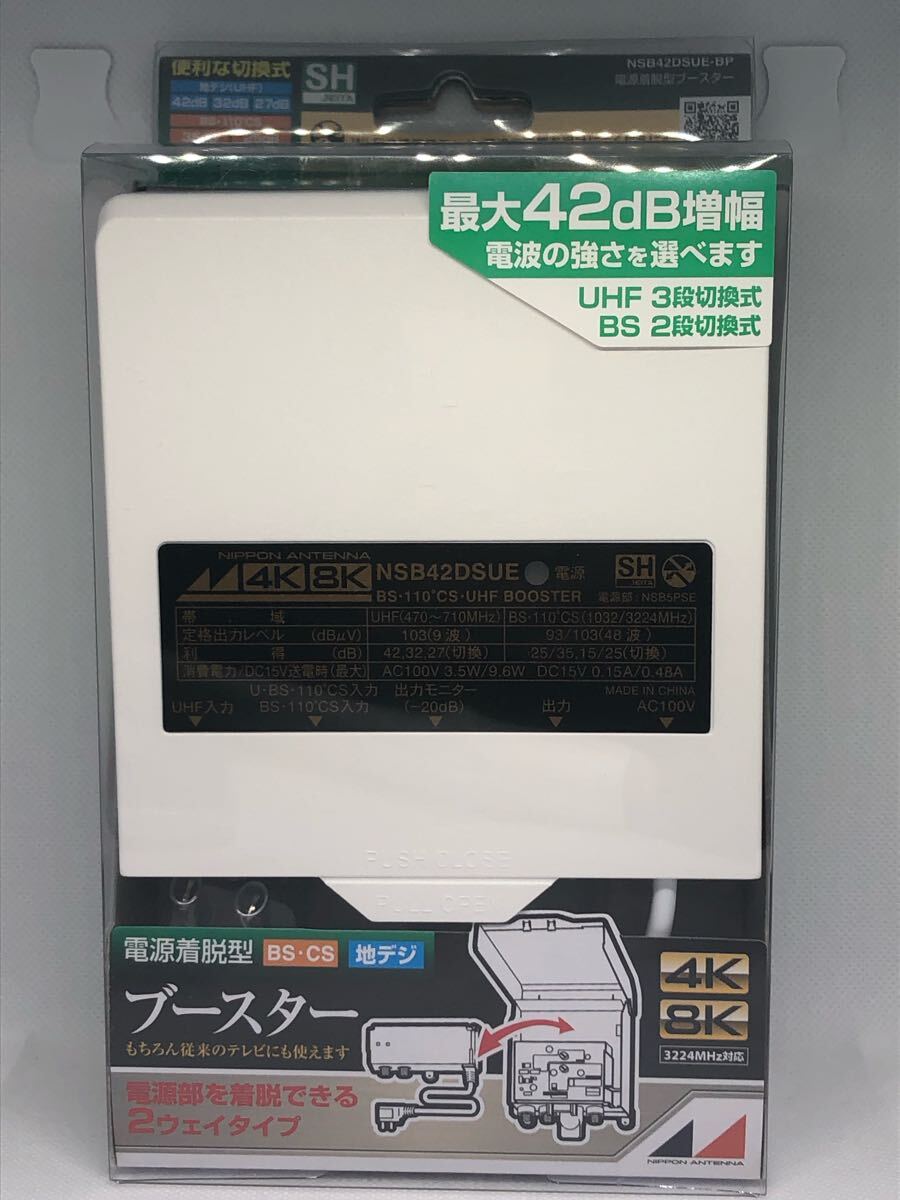 便利な切換式
地デジ(UHF)
42dB 32dB 27dB
BS・110°CS
SH
JEITA
NSB42DSUE-BP
電源着脱型ブースター
最大42dB増幅
電波の強さを選べます
UHF 3段切換式
BS 2段切換式
NIPPON ANTENNA
4K 8K NSB42DSUE 電源
BS・110°CS・UHF BOOSTER
SH
JEITA
電源部:NSB5PSE
帯域 UHF(470~710MHz) BS・110°CS(1032/3224MHz)
定格出力レベル (dBμV) 103(9波) 93/103(48波)
利得 (dB) 42,32,27(切換) 25/35,15/25(切換)
消費電力/DC15V送電時(最大) AC100V 3.5W/9.6W DC15V 0.15A/0.48A
MADE IN CHINA
UHF入力
U・BS・110°CS入力
BS・110°CS入力
出力モニター
(-20dB)
出力
AC100V
PUSH CLOSE
PULL OPEN
電源着脱型 BS・CS 地デジ
ブースター
もちろん従来のテレビにも使えます
電源部を着脱できる
2ウェイタイプ
4K
8K
3224MHz対応
NIPPON ANTENNA